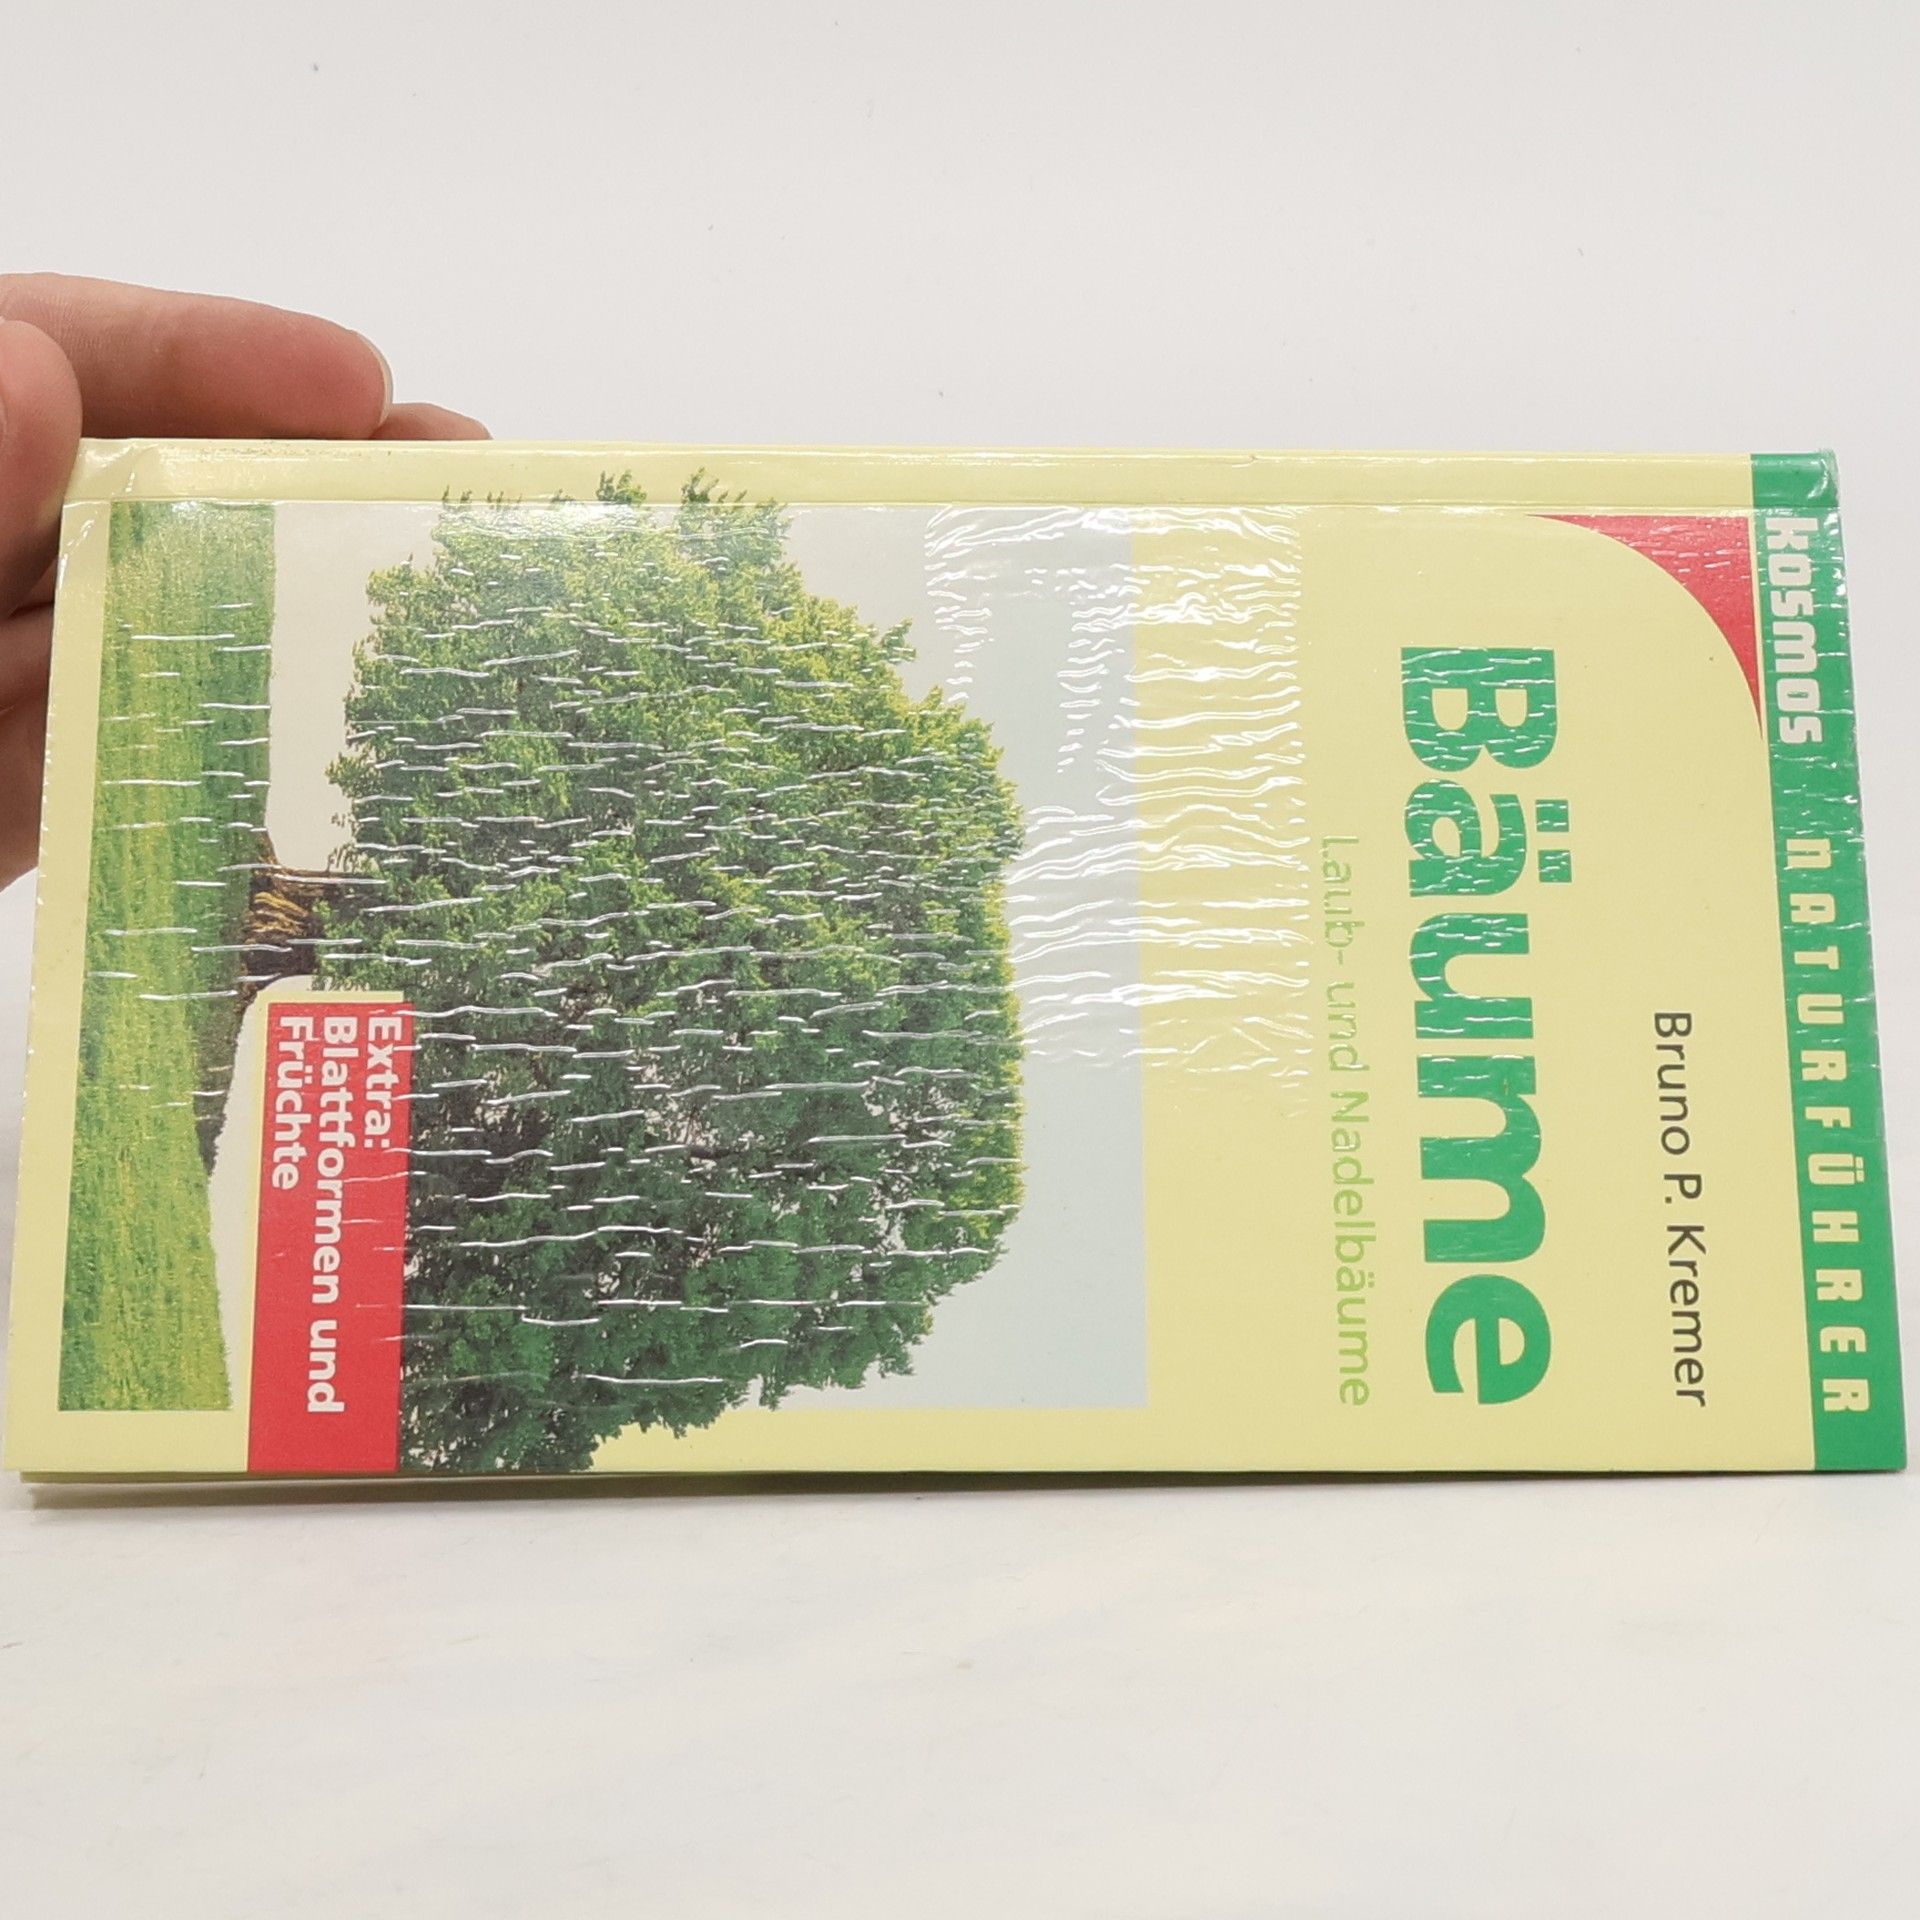 kosmos NATURFÜHRER
Bruno P. Kremer
Bäume
Laub- und Nadelbäume
Extra:
Blattformen und
Früchte